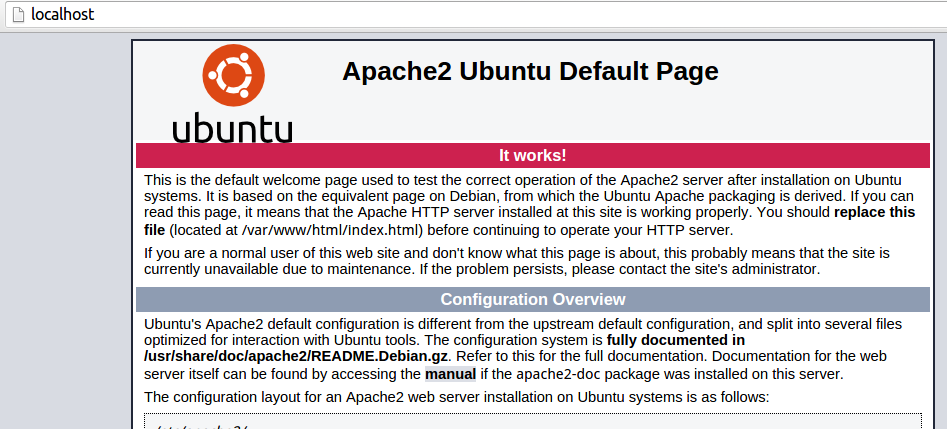 localhost
Apache2 Ubuntu Default Page
ubuntu
It works!
This is the default welcome page used to test the correct operation of the Apache2 server after installation on Ubuntu
systems. It is based on the equivalent page on Debian, from which the Ubuntu Apache packaging is derived. If you can
read this page, it means that the Apache HTTP server installed at this site is working properly. You should replace this
file (located at /var/www/html/index.html) before continuing to operate your HTTP server.
If you are a normal user of this web site and don't know what this page is about, this probably means that the site is
currently unavailable due to maintenance. If the problem persists, please contact the site's administrator.
Configuration Overview
Ubuntu's Apache2 default configuration is different from the upstream default configuration, and split into several files
optimized for interaction with Ubuntu tools. The configuration system is fully documented in
/usr/share/doc/apache2/README.Debian.gz. Refer to this for the full documentation. Documentation for the web
server itself can be found by accessing the manual if the apache2-doc package was installed on this server.
The configuration layout for an Apache2 web server installation on Ubuntu systems is as follows: